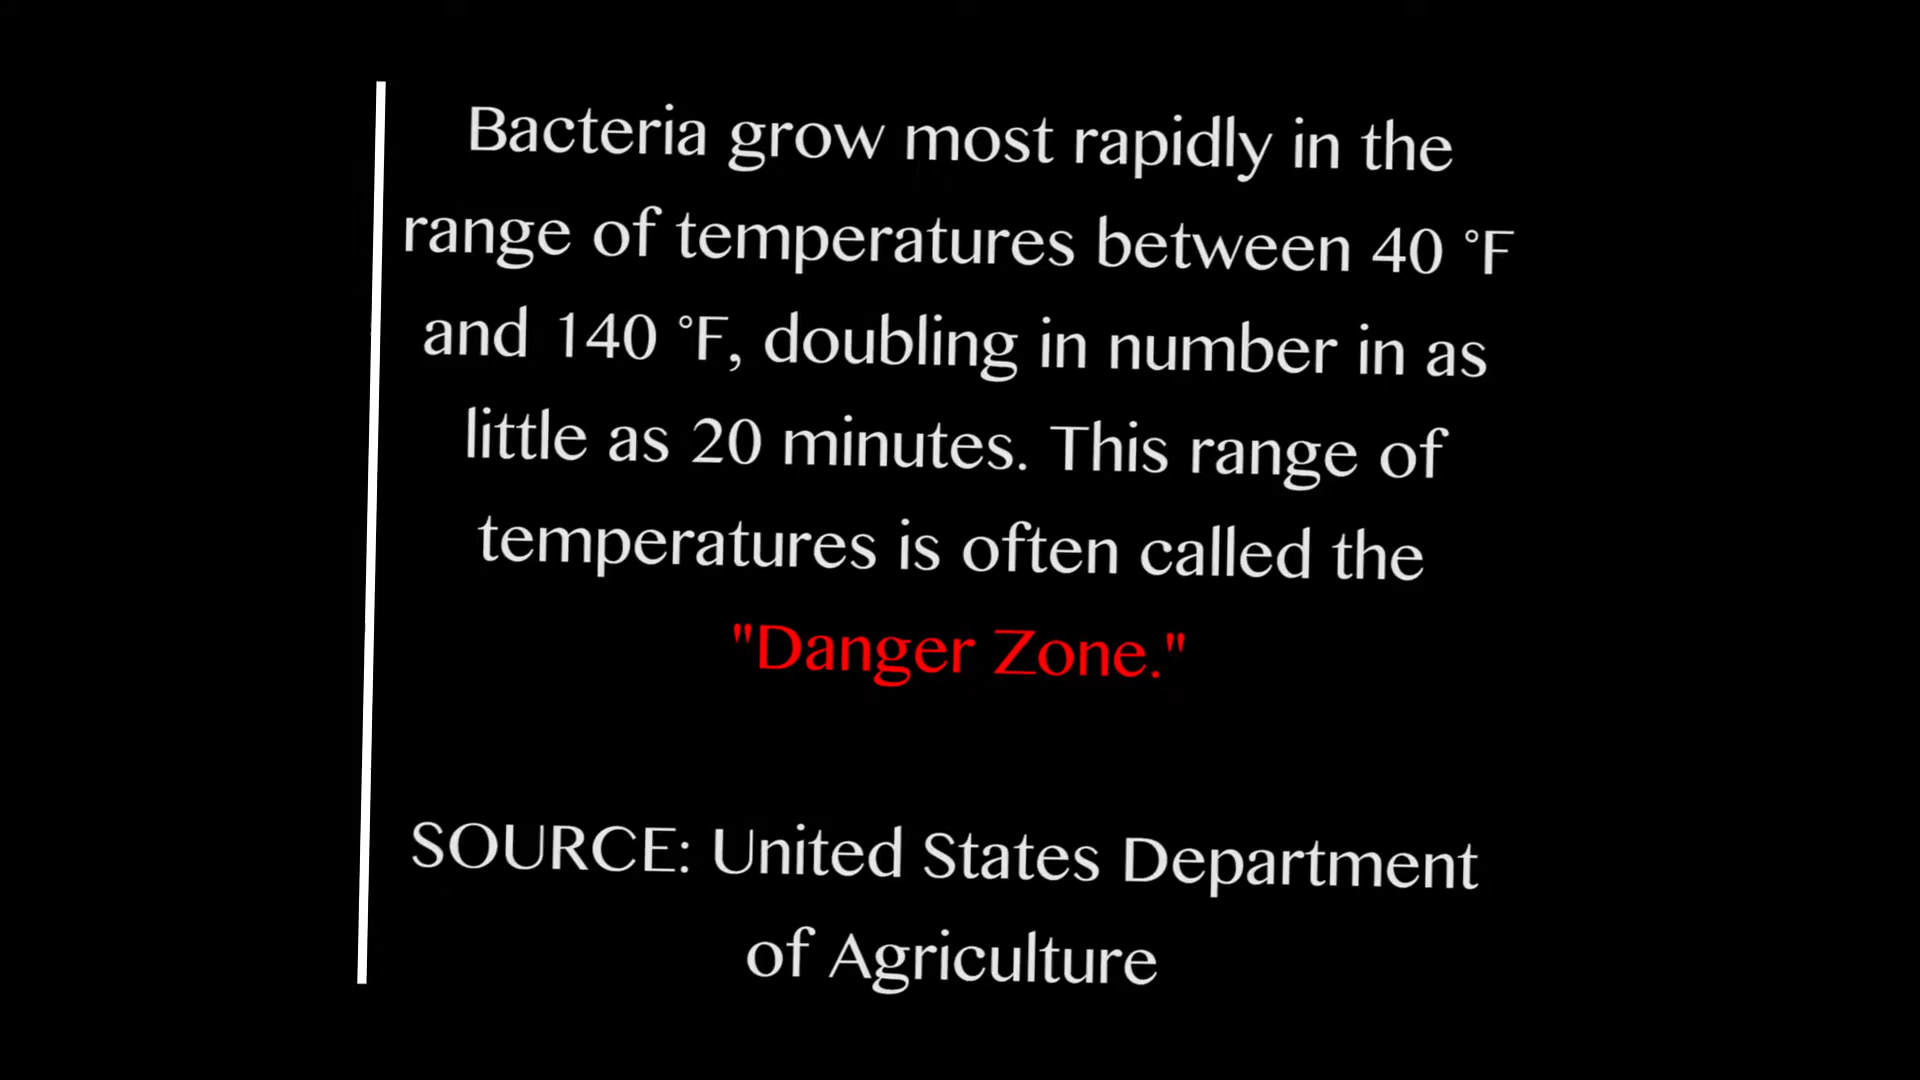 Bacteria grow most rapidly in the
range of temperatures between 40 °F
and 140 °F, doubling in number in as
little as 20 minutes. This range of
temperatures is often called the
"Danger Zone."
SOURCE: United States Department
of Agriculture